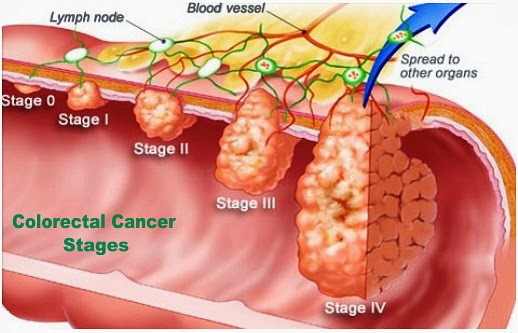 Blood vessel
Lymph node
Spread to
other organs
Stage 0
Stage I
Stage II
Stage III
Stage IV
Colorectal Cancer
Stages